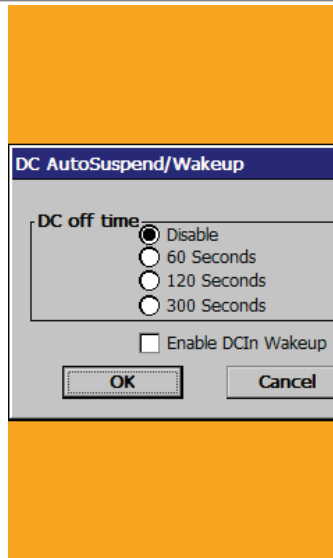 DC AutoSuspend/Wakeup
DC off time
Disable
60 Seconds
120 Seconds
300 Seconds
Enable DCIn Wakeup
OK
Cancel